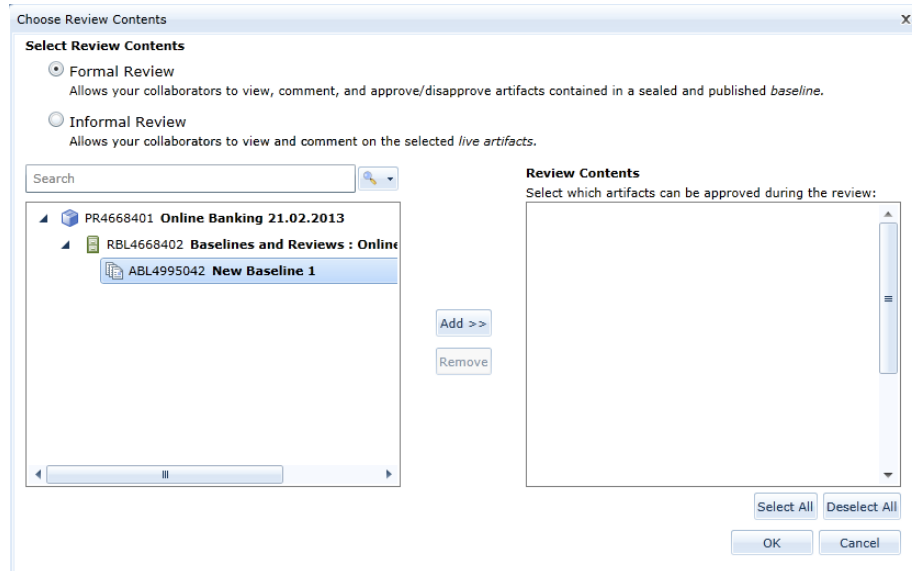 Choose Review Contents
X
Select Review Contents
Formal Review
Allows your collaborators to view, comment, and approve/disapprove artifacts contained in a sealed and published baseline.
Informal Review
Allows your collaborators to view and comment on the selected live artifacts.
Search
Review Contents
Select which artifacts can be approved during the review:
PR4668401 Online Banking 21.02.2013
RBL4668402 Baselines and Reviews : Online
ABL4995042 New Baseline 1
Add >>
Remove
Select All Deselect All
OK Cancel